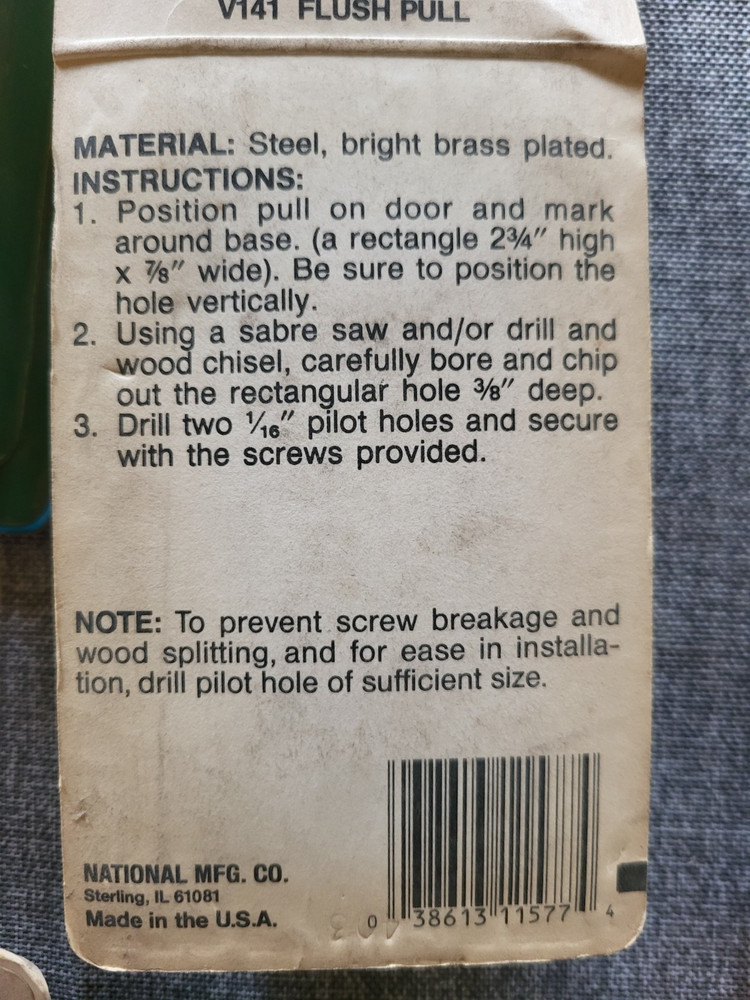 V141 FLUSH PULL
MATERIAL: Steel, bright brass plated.
INSTRUCTIONS:
1. Position pull on door and mark
around base. (a rectangle 2¾″ high
x ⅞″ wide). Be sure to position the
hole vertically.
2. Using a sabre saw and/or drill and
wood chisel, carefully bore and chip
out the rectangular hole ⅜″ deep.
3. Drill two 1⁄16″ pilot holes and secure
with the screws provided.
NOTE: To prevent screw breakage and
wood splitting, and for ease in installa-
tion, drill pilot hole of sufficient size.
NATIONAL MFG. CO.
Sterling, IL 61081
Made in the U.S.A.
0 38613 11577 4